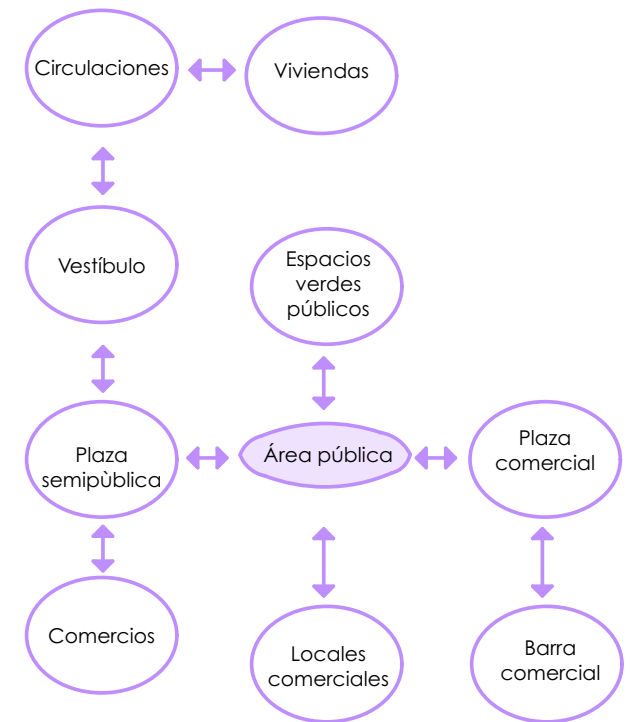 Circulaciones
Viviendas
Vestíbulo
Espacios
verdes
públicos
Plaza
semipùblica
Área pública
Plaza
comercial
Comercios
Locales
comerciales
Barra
comercial